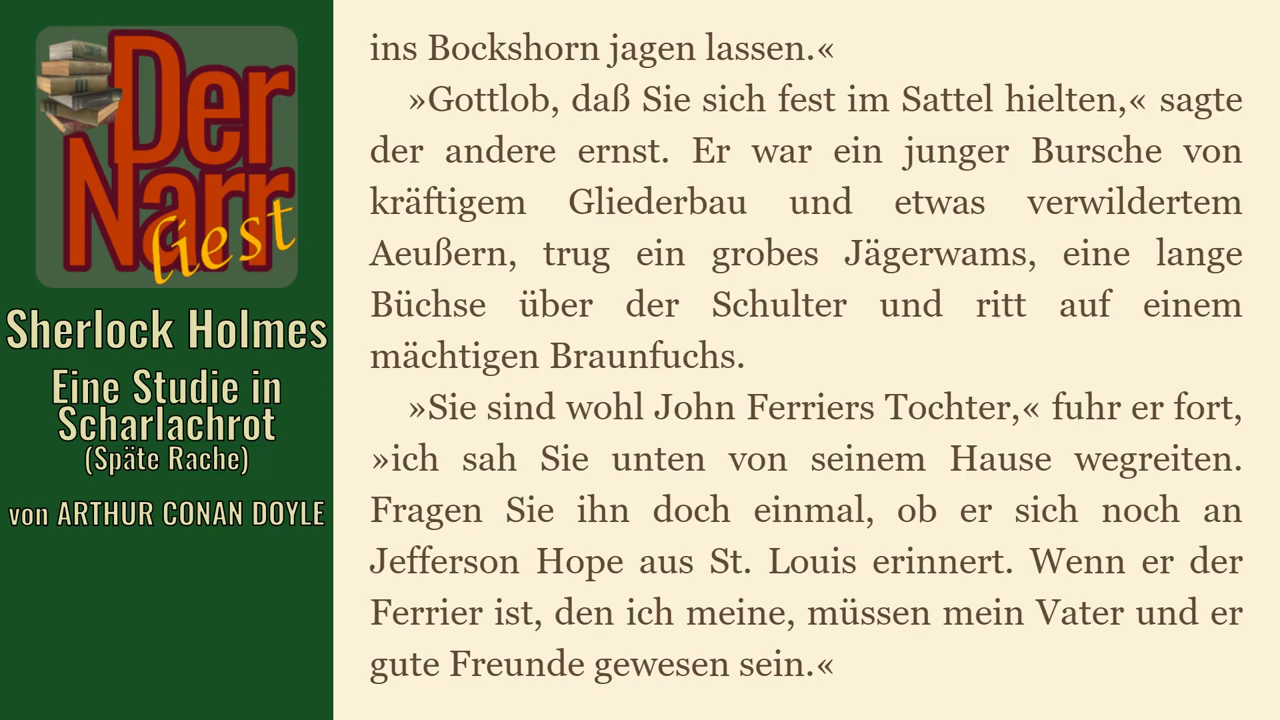 Der
Narr
liest
Sherlock Holmes
Eine Studie in
Scharlachrot
(Späte Rache)
von ARTHUR CONAN DOYLE
ins Bockshorn jagen lassen.«
»Gottlob, daß Sie sich fest im Sattel hielten,« sagte
der andere ernst. Er war ein junger Bursche von
kräftigem Gliederbau und etwas verwildertem
Aeußern, trug ein grobes Jägerwams, eine lange
Büchse über der Schulter und ritt auf einem
mächtigen Braunfuchs.
»Sie sind wohl John Ferriers Tochter,« fuhr er fort,
»ich sah Sie unten von seinem Hause wegreiten.
Fragen Sie ihn doch einmal, ob er sich noch an
Jefferson Hope aus St. Louis erinnert. Wenn er der
Ferrier ist, den ich meine, müssen mein Vater und er
gute Freunde gewesen sein.«